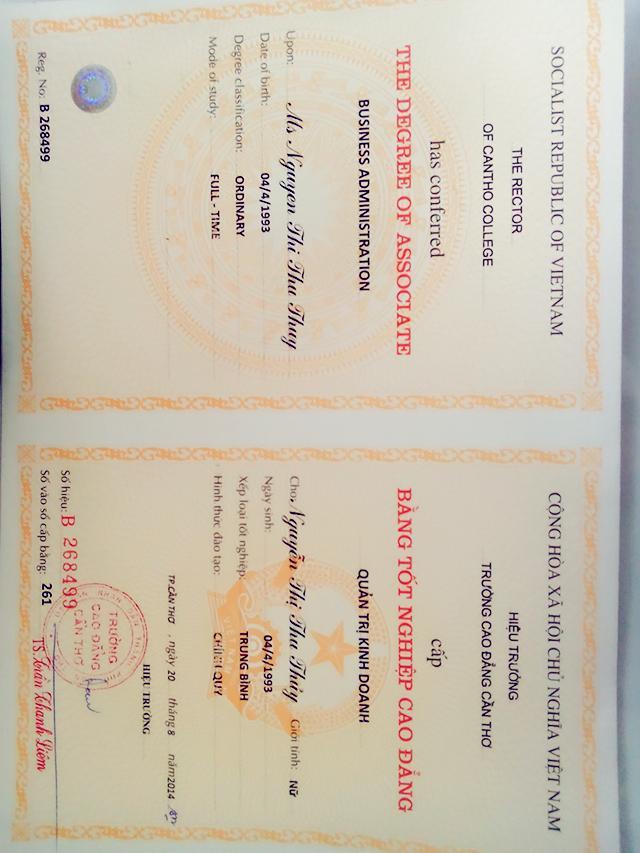 SOCIALIST REPUBLIC OF VIETNAM
THE RECTOR
OF CANTHO COLLEGE
has conferred
THE DEGREE OF ASSOCIATE
BUSINESS ADMINISTRATION
Upon: Ms Nguyen Thi Thu Thuy
Date of birth: 04/4/1993
Degree classification: ORDINARY
Mode of study: FULL - TIME
Reg. No: B 268499
CỘNG HÒA XÃ HỘI CHỦ NGHĨA VIỆT NAM
HIỆU TRƯỞNG
TRƯỜNG CAO ĐẲNG CẦN THƠ
cấp
BẰNG TỐT NGHIỆP CAO ĐẲNG
QUẢN TRỊ KINH DOANH
Cho: Nguyễn Thị Thu Thủy Giới tính: Nữ
Ngày sinh: 04/4/1993
Xếp loại tốt nghiệp: TRUNG BÌNH
Hình thức đào tạo: CHÍNH QUY
TP.CẦN THƠ , ngày 20 tháng 8 năm 2014
HIỆU TRƯỞNG
TRƯỜNG
CAO ĐẲNG
CẦN THƠ
Số hiệu: B 268499
Số vào sổ cấp bằng: 261
TS Trần Thanh Liêm